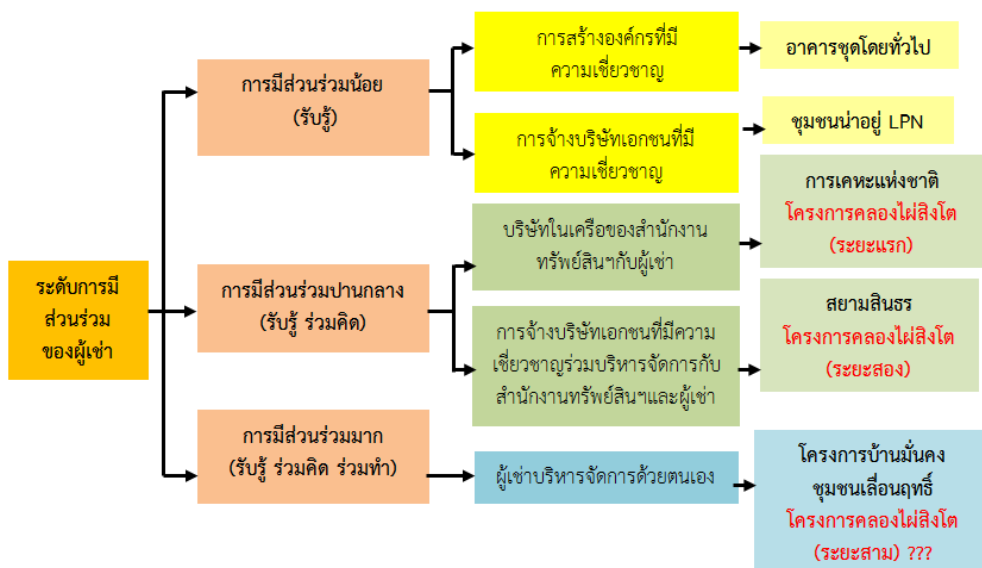 ระดับการมี
ส่วนร่วม
ของผู้เช่า
การมีส่วนร่วมน้อย
(รับรู้)
การสร้างองค์กรที่มี
ความเชี่ยวชาญ
อาคารชุดโดยทั่วไป
การจ้างบริษัทเอกชนที่มี
ความเชี่ยวชาญ
ชุมชนน่าอยู่ LPN
การมีส่วนร่วมปานกลาง
(รับรู้ ร่วมคิด)
บริษัทในเครือของสำนักงาน
ทรัพย์สินฯกับผู้เช่า
การเคหะแห่งชาติ
โครงการคลองไผ่สิงโต
(ระยะแรก)
การจ้างบริษัทเอกชนที่มีความ
เชี่ยวชาญร่วมบริหารจัดการกับ
สำนักงานทรัพย์สินฯและผู้เช่า
สยามสินธร
โครงการคลองไผ่สิงโต
(ระยะสอง)
การมีส่วนร่วมมาก
(รับรู้ ร่วมคิด ร่วมทำ)
ผู้เช่าบริหารจัดการด้วยตนเอง
โครงการบ้านมั่นคง
ชุมชนเลื่อนฤทธิ์
โครงการคลองไผ่สิงโต
(ระยะสาม) ???